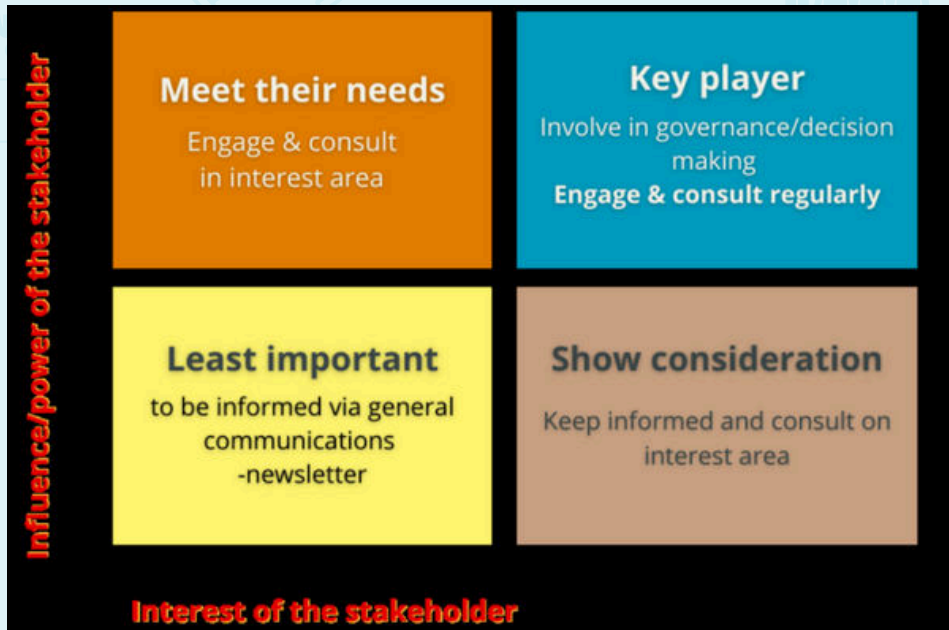 Influence/power of the stakeholder
Meet their needs
Engage & consult
in interest area
Key player
Involve in governance/decision
making
Engage & consult regularly
Least important
to be informed via general
communications
-newsletter
Show consideration
Keep informed and consult on
interest area
Interest of the stakeholder